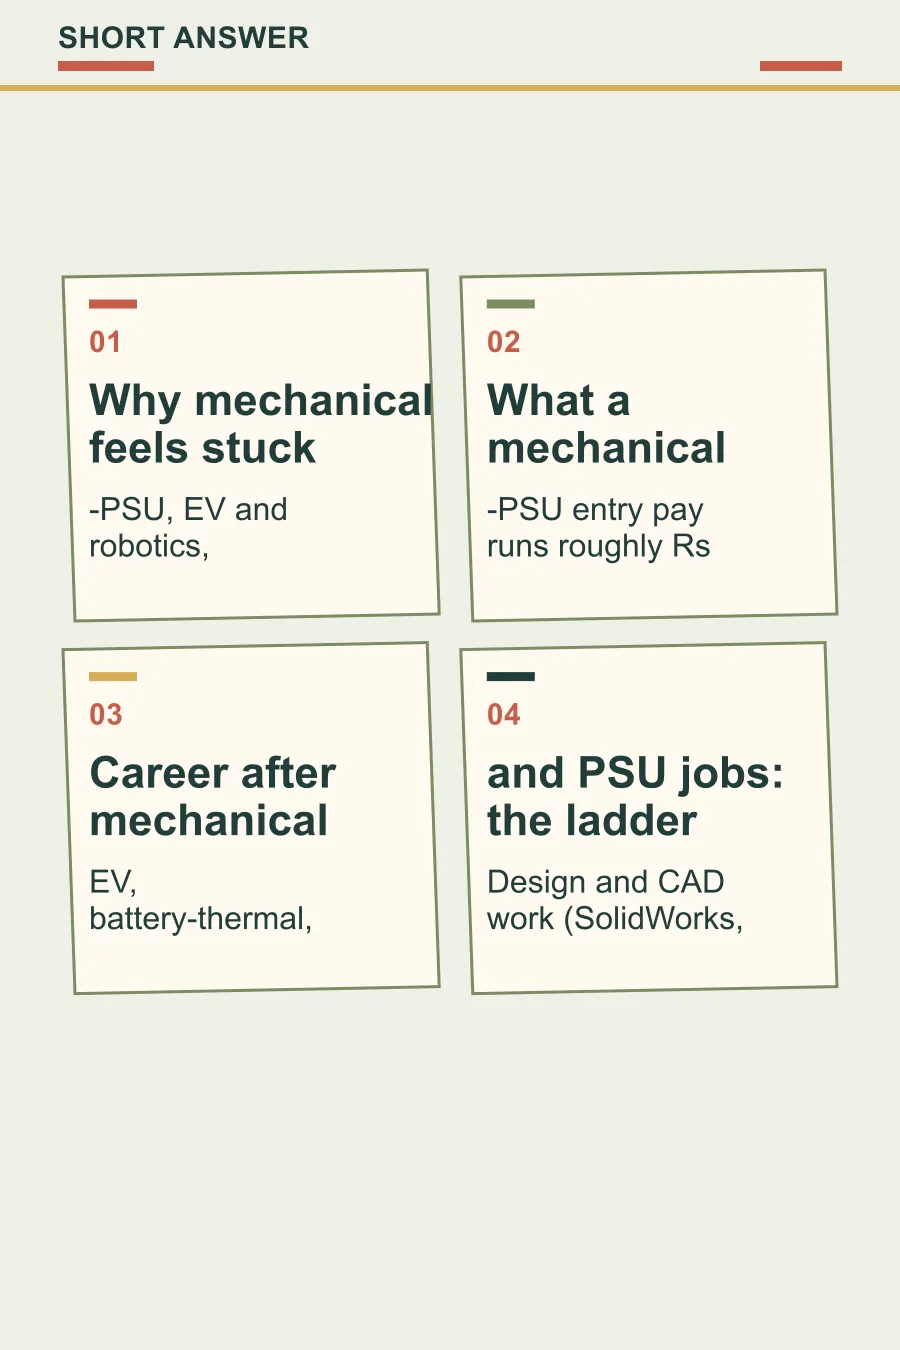 SHORT ANSWER
01
Why mechanical
feels stuck
-PSU, EV and
robotics,
02
What a
mechanical
-PSU entry pay
runs roughly Rs
03
Career after
mechanical
EV,
battery-thermal,
04
and PSU jobs:
the ladder
Design and CAD
work (SolidWorks,